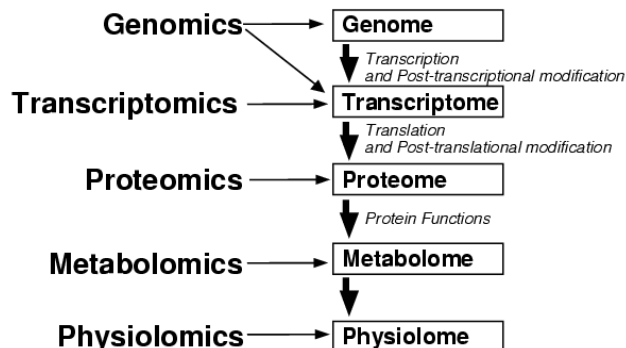 Genomics Genome
Transcription
and Post-transcriptional modification
Transcriptomics Transcriptome
Translation
and Post-translational modification
Proteomics Proteome
Protein Functions
Metabolomics Metabolome
Physiolomics Physiolome